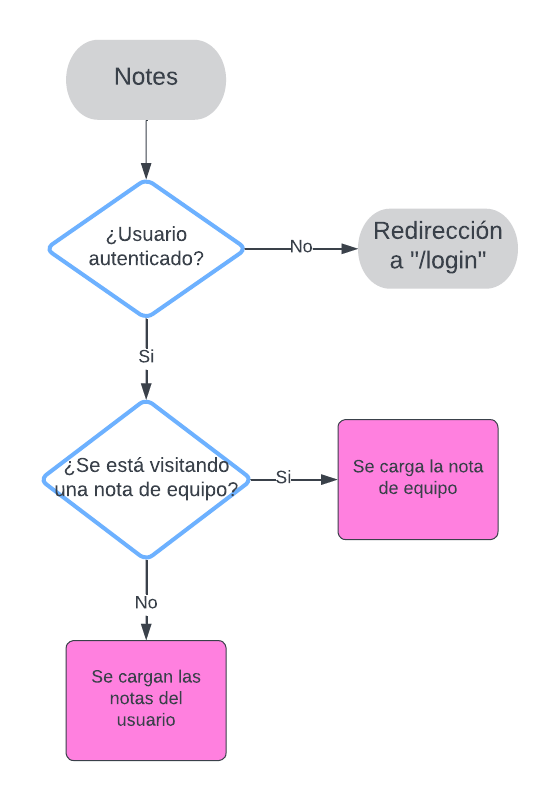 Notes
¿Usuario
autenticado?
No
Redirección
a "/login"
Si
¿Se está visitando
una nota de equipo?
Si
Se carga la nota
de equipo
No
Se cargan las
notas del
usuario